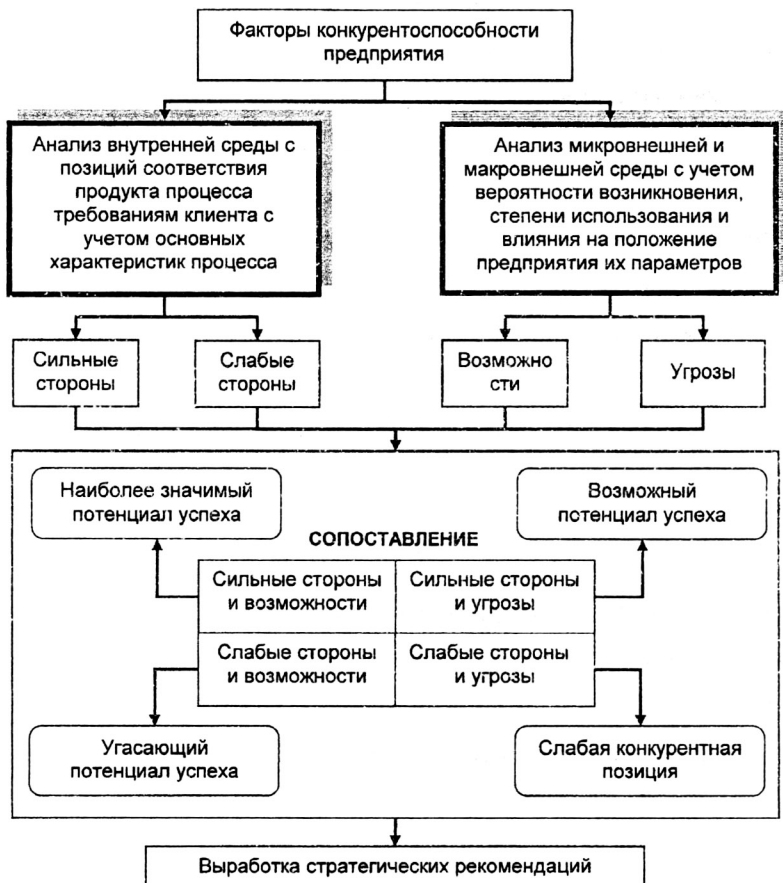 Факторы конкурентоспособности
предприятия
Анализ внутренней среды с
позиций соответствия
продукта процесса
требованиям клиента с
учетом основных
характеристик процесса
Анализ микровнешней и
макровнешней среды с учетом
вероятности возникновения,
степени использования и
влияния на положение
предприятия их параметров
Сильные
стороны
Слабые
стороны
Возможно
сти
Угрозы
Наиболее значимый
потенциал успеха
Возможный
потенциал успеха
СОПОСТАВЛЕНИЕ
Сильные стороны
и возможности
Сильные стороны
и угрозы
Слабые стороны
и возможности
Слабые стороны
и угрозы
Угасающий
потенциал успеха
Слабая конкурентная
позиция
Выработка стратегических рекомендаций